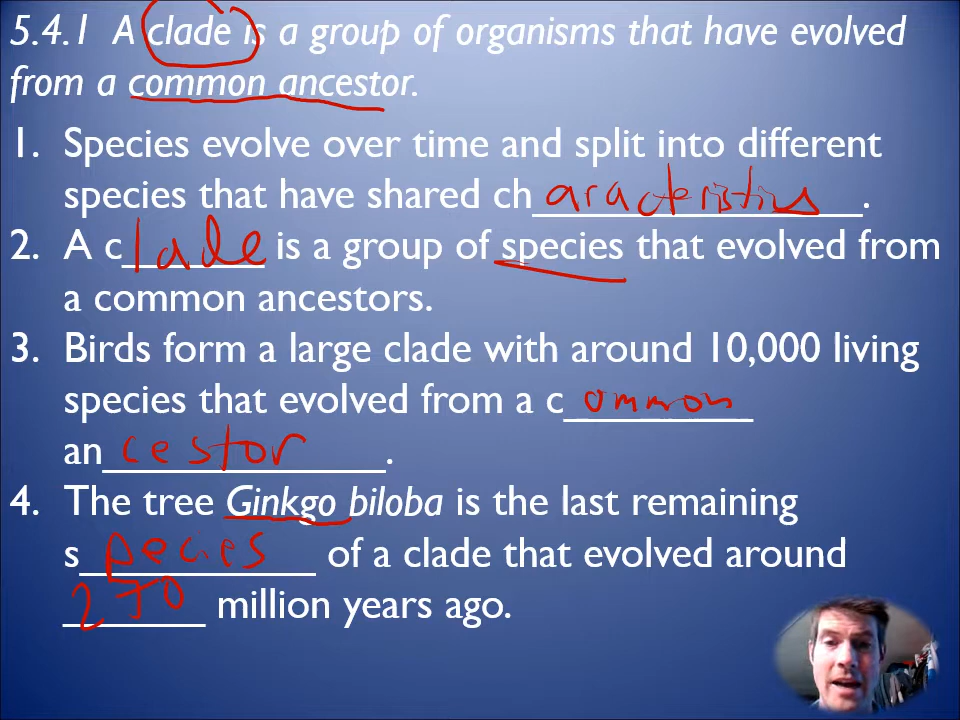 5.4.1 A clade is a group of organisms that have evolved
from a common ancestor.
1. Species evolve over time and split into different
species that have shared characteristics.
2. A clade is a group of species that evolved from
a common ancestors.
3. Birds form a large clade with around 10,000 living
species that evolved from a common
ancestor.
4. The tree Ginkgo biloba is the last remaining
species of a clade that evolved around
270 million years ago.